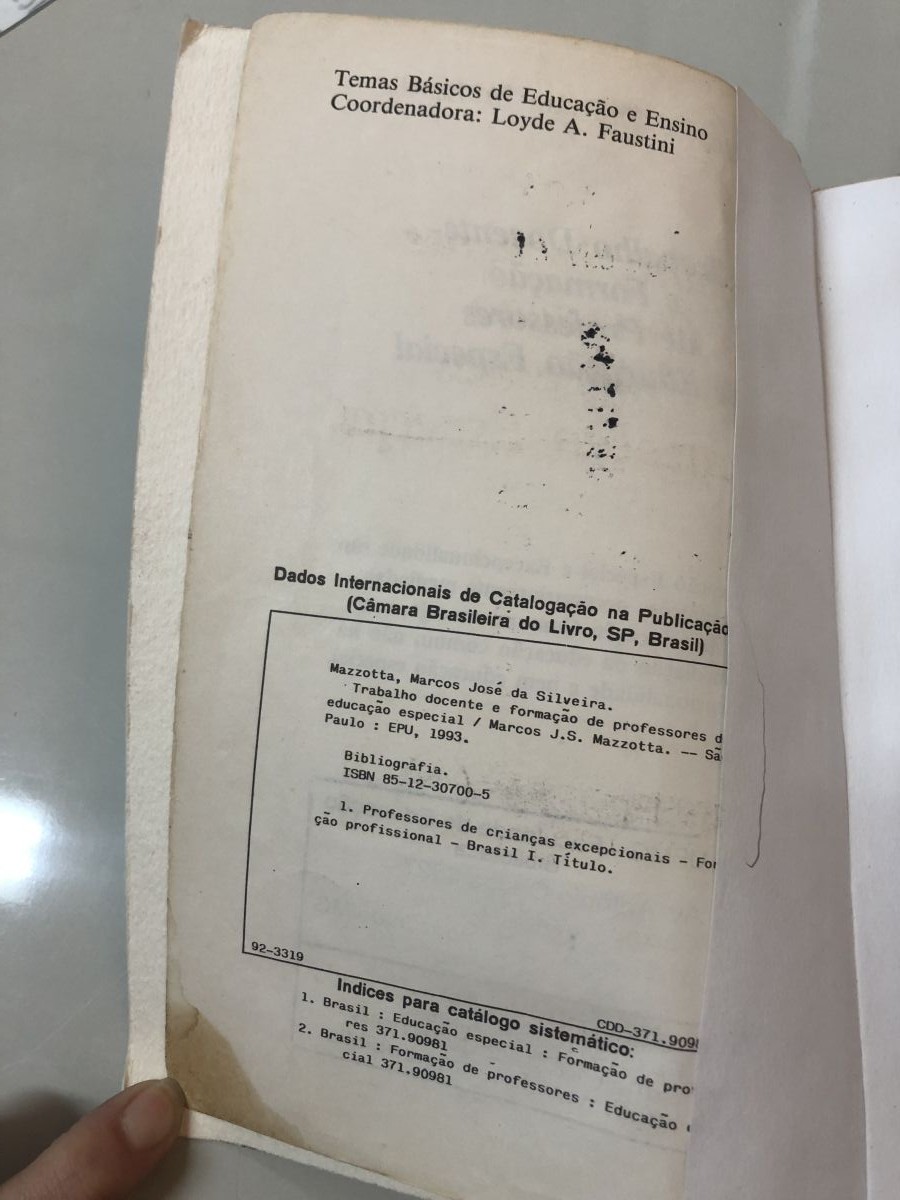 Temas Básicos de Educação e Ensino
Coordenadora: Loyde A. Faustini
Dados Internacionais de Catalogação na Publicação
(Câmara Brasileira do Livro, SP, Brasil)
Mazzotta, Marcos José da Silveira.
Trabalho docente e formação de professores d
educação especial / Marcos J.S. Mazzotta. -- Sã
Paulo : EPU, 1993.
Bibliografia.
ISBN 85-12-30700-5
1. Professores de crianças excepcionais - For
ção profissional - Brasil I. Título.
92-3319
CDD-371.9098
Indices para catálogo sistemático:
1. Brasil : Educação especial : Formação de pro
res 371.90981
2. Brasil : Formação de professores : Educação
cial 371.90981